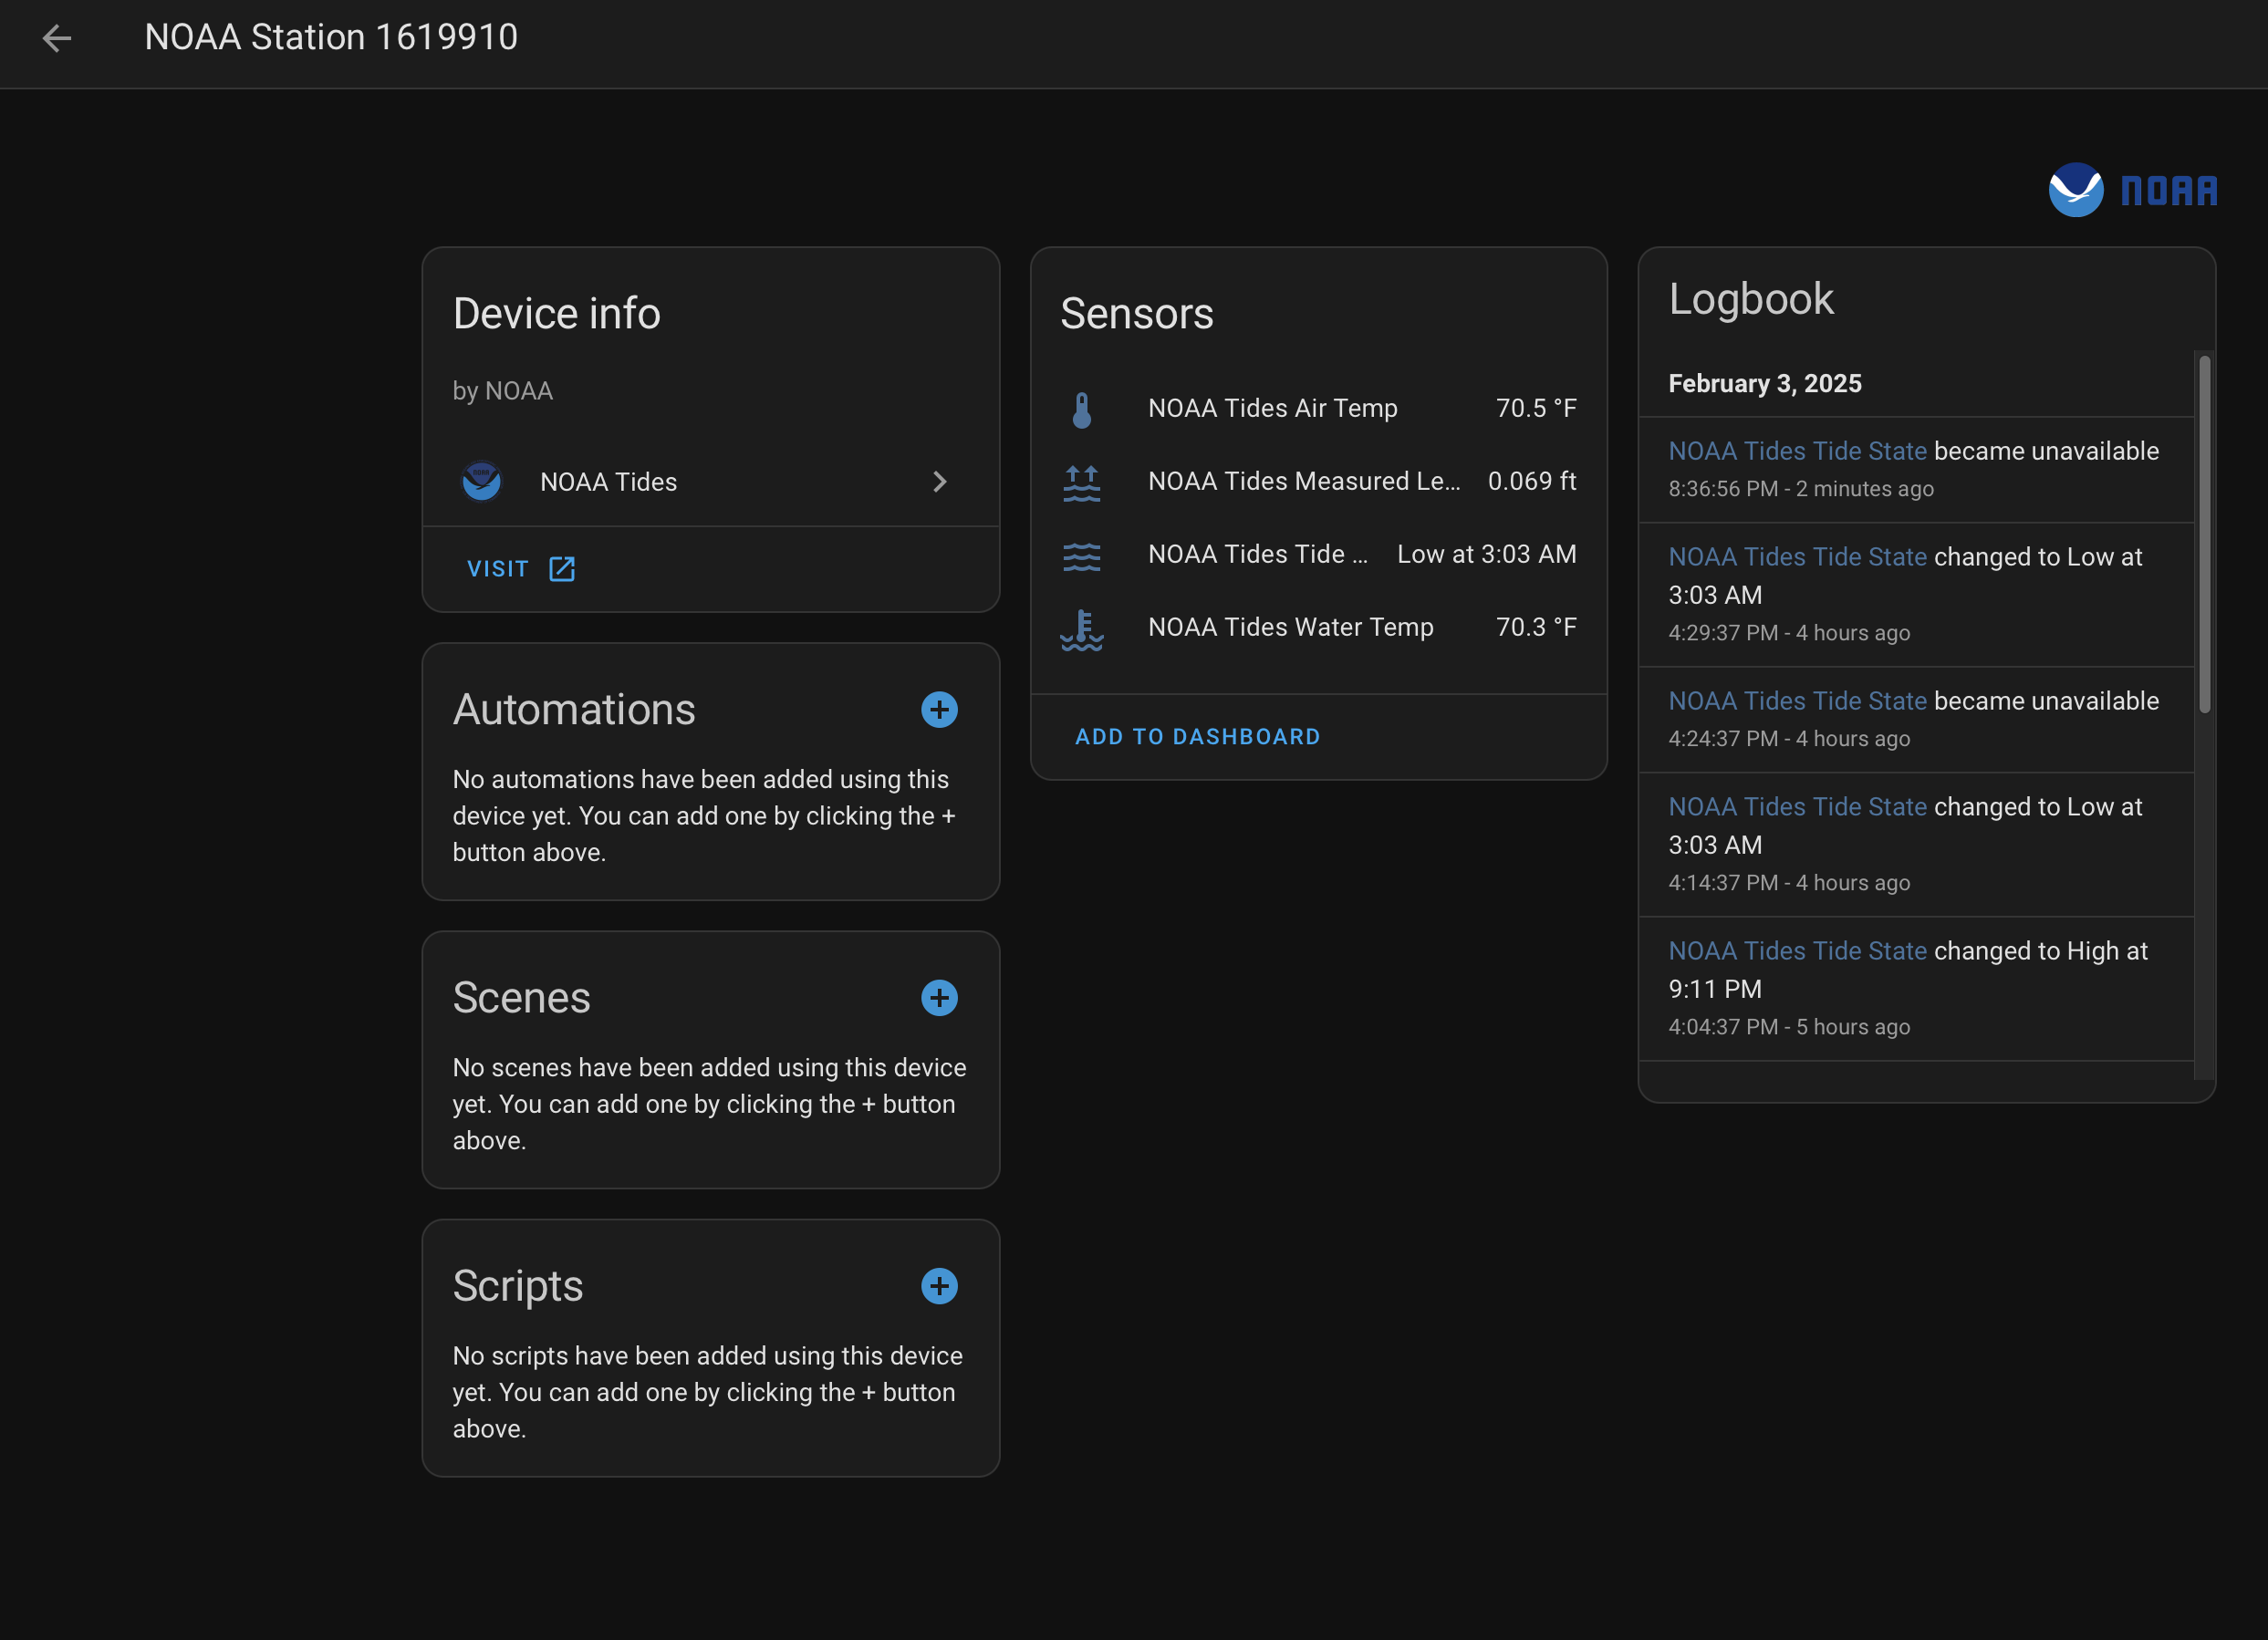 NOAA Station 1619910
NOAA
Device info
by NOAA
NOAA Tides
VISIT
Automations
No automations have been added using this
device yet. You can add one by clicking the +
button above.
Scenes
No scenes have been added using this device
yet. You can add one by clicking the + button
above.
Scripts
No scripts have been added using this device
yet. You can add one by clicking the + button
above.
Sensors
NOAA Tides Air Temp 70.5 °F
NOAA Tides Measured Le... 0.069 ft
NOAA Tides Tide ... Low at 3:03 AM
NOAA Tides Water Temp 70.3 °F
ADD TO DASHBOARD
Logbook
February 3, 2025
NOAA Tides Tide State became unavailable
8:36:56 PM - 2 minutes ago
NOAA Tides Tide State changed to Low at
3:03 AM
4:29:37 PM - 4 hours ago
NOAA Tides Tide State became unavailable
4:24:37 PM - 4 hours ago
NOAA Tides Tide State changed to Low at
3:03 AM
4:14:37 PM - 4 hours ago
NOAA Tides Tide State changed to High at
9:11 PM
4:04:37 PM - 5 hours ago